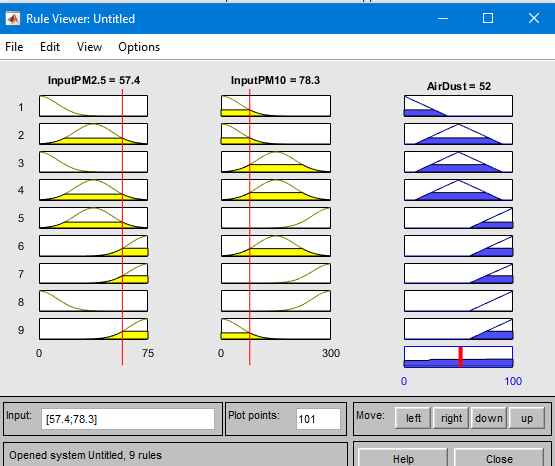 Rule Viewer: Untitled
File Edit View Options
InputPM2.5 = 57.4 InputPM10 = 78.3 AirDust = 52
1
2
3
4
5
6
7
8
9
0 75 0 300
0 100
Input: [57.4;78.3] Plot points: 101 Move: left right down up
Opened system Untitled, 9 rules Help Close